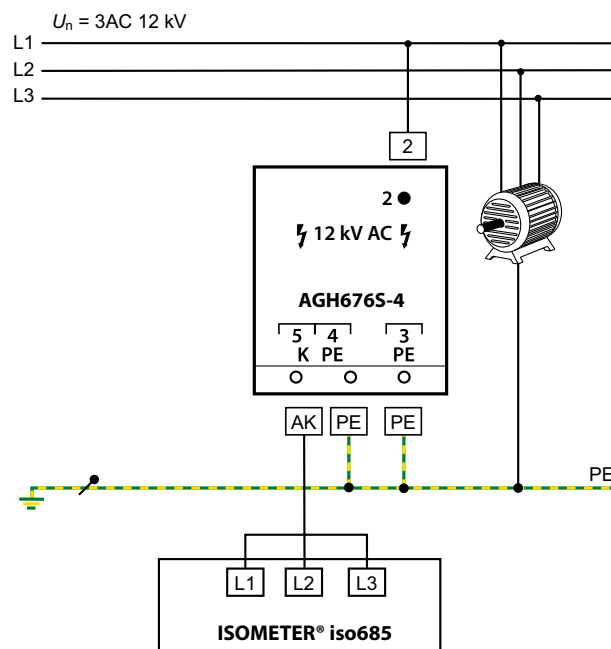 Un = 3AC 12 kV
L1
L2
L3
2
2
12 kV AC
AGH676S-4
5 4 3
K PE PE
AK PE PE
PE
L1 L2 L3
ISOMETER® iso685